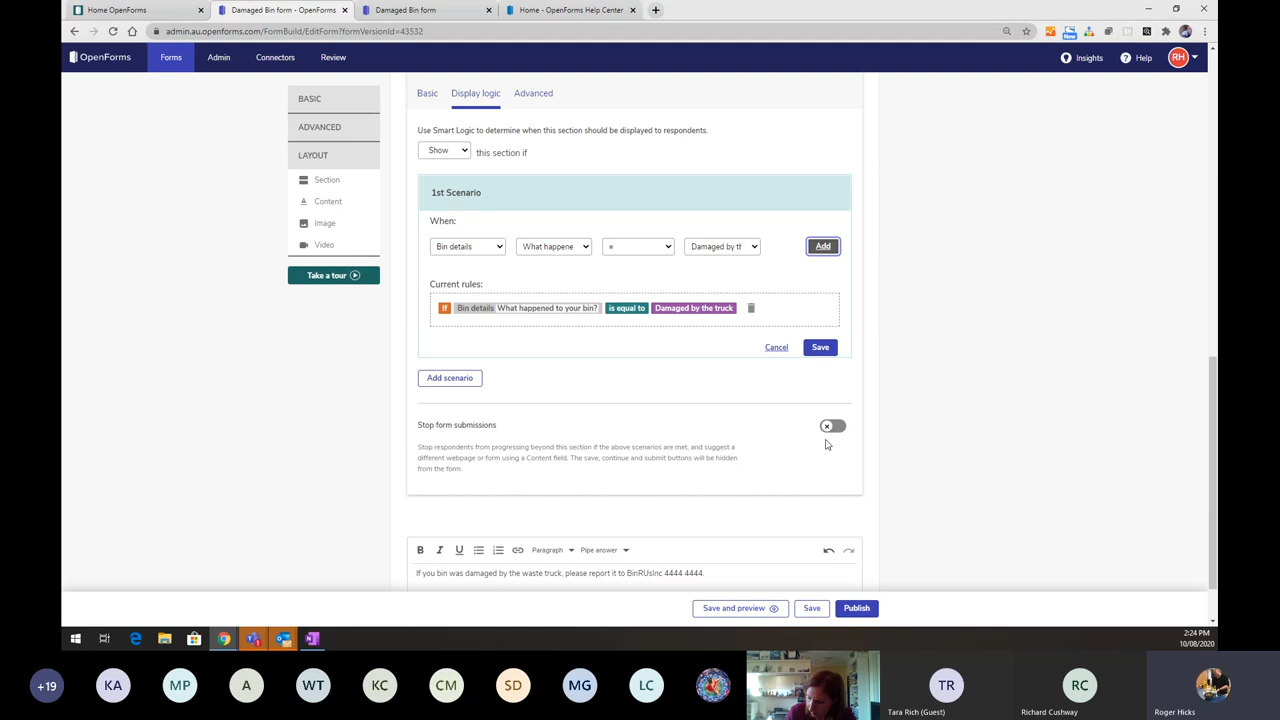 Home OpenForms
Damaged Bin form - OpenForms
Damaged Bin form
Home - OpenForms Help Center
admin.au.openforms.com/FormBuild/EditForm?formVersionId=43532
New
OpenForms
Forms
Admin
Connectors
Review
Insights
Help
RH
BASIC
ADVANCED
LAYOUT
Section
Content
Image
Video
Take a tour
Basic
Display logic
Advanced
Use Smart Logic to determine when this section should be displayed to respondents.
Show
this section if
1st Scenario
When:
Bin details
What happene
=
Damaged by th
Add
Current rules:
If Bin details What happened to your bin? is equal to Damaged by the truck
Cancel
Save
Add scenario
Stop form submissions
Stop respondents from progressing beyond this section if the above scenarios are met, and suggest a
different webpage or form using a Content field. The save, continue and submit buttons will be hidden
from the form.
B I U Paragraph Pipe answer
If you bin was damaged by the waste truck, please report it to BinRUsInc 4444 4444.
Save and preview
Save
Publish
2:24 PM
10/08/2020
+19
KA
MP
A
WT
KC
CM
SD
MG
LC
TR
Tara Rich (Guest)
RC
Richard Cushway
Roger Hicks